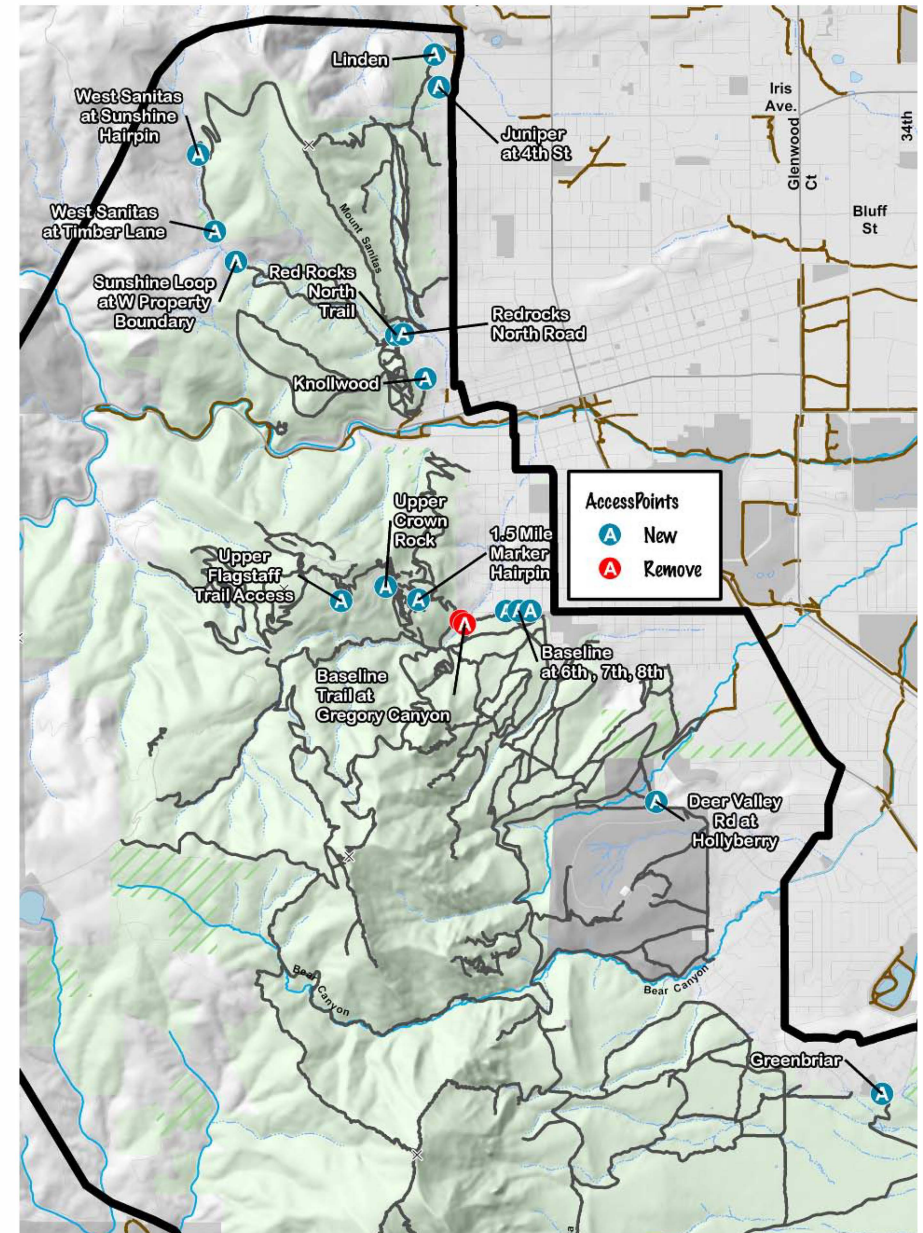 Linden
West Sanitas
at Sunshine
Hairpin
Juniper
at 4th St
Iris
Ave.
Glenwood
Ct
34th
Bluff
St
West Sanitas
at Timber Lane
Mount Sanitas
Sunshine Loop
at W Property
Boundary
Red Rocks
North
Trail
Redrocks
North Road
Knollwood
AccessPoints
A New
A Remove
Upper
Crown
Rock
1.5 Mile
Marker
Hairpin
Upper
Flagstaff
Trail Access
Baseline
at 6th , 7th, 8th
Baseline
Trail at
Gregory Canyon
Deer Valley
Rd at
Hollyberry
Bear Canyon
Bear Canyon
Greenbriar
a